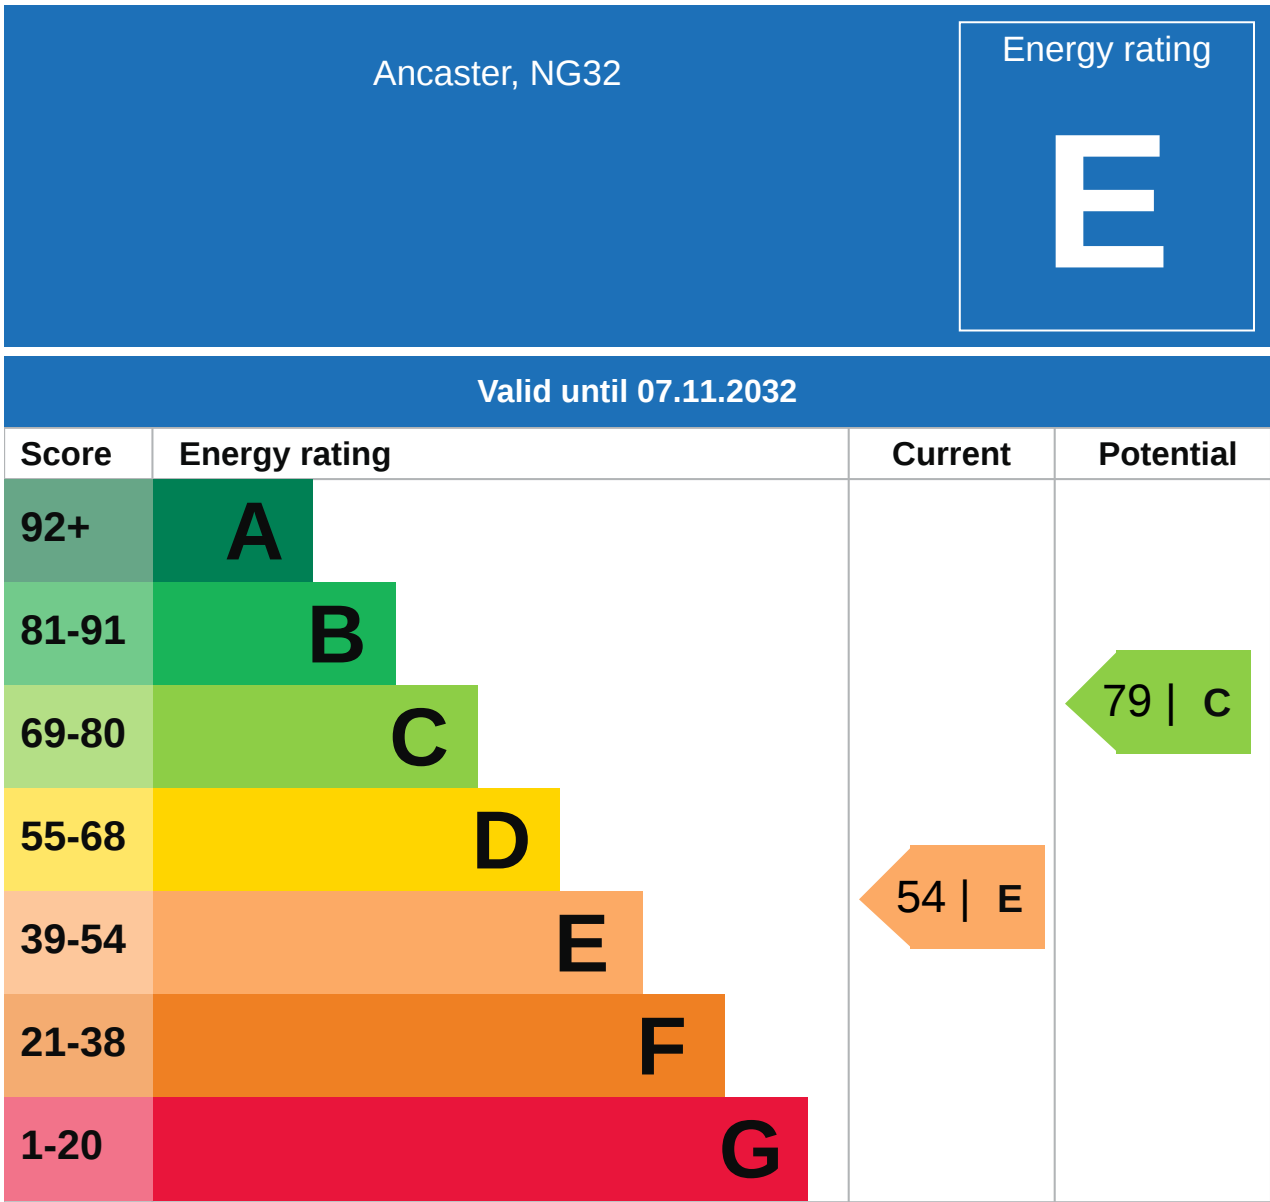 Ancaster, NG32
Energy rating
E
Valid until 07.11.2032
Score Energy rating Current Potential
92+ A
81-91 B
69-80 C
79 | C
55-68 D
39-54 E
54 | E
21-38 F
1-20 G